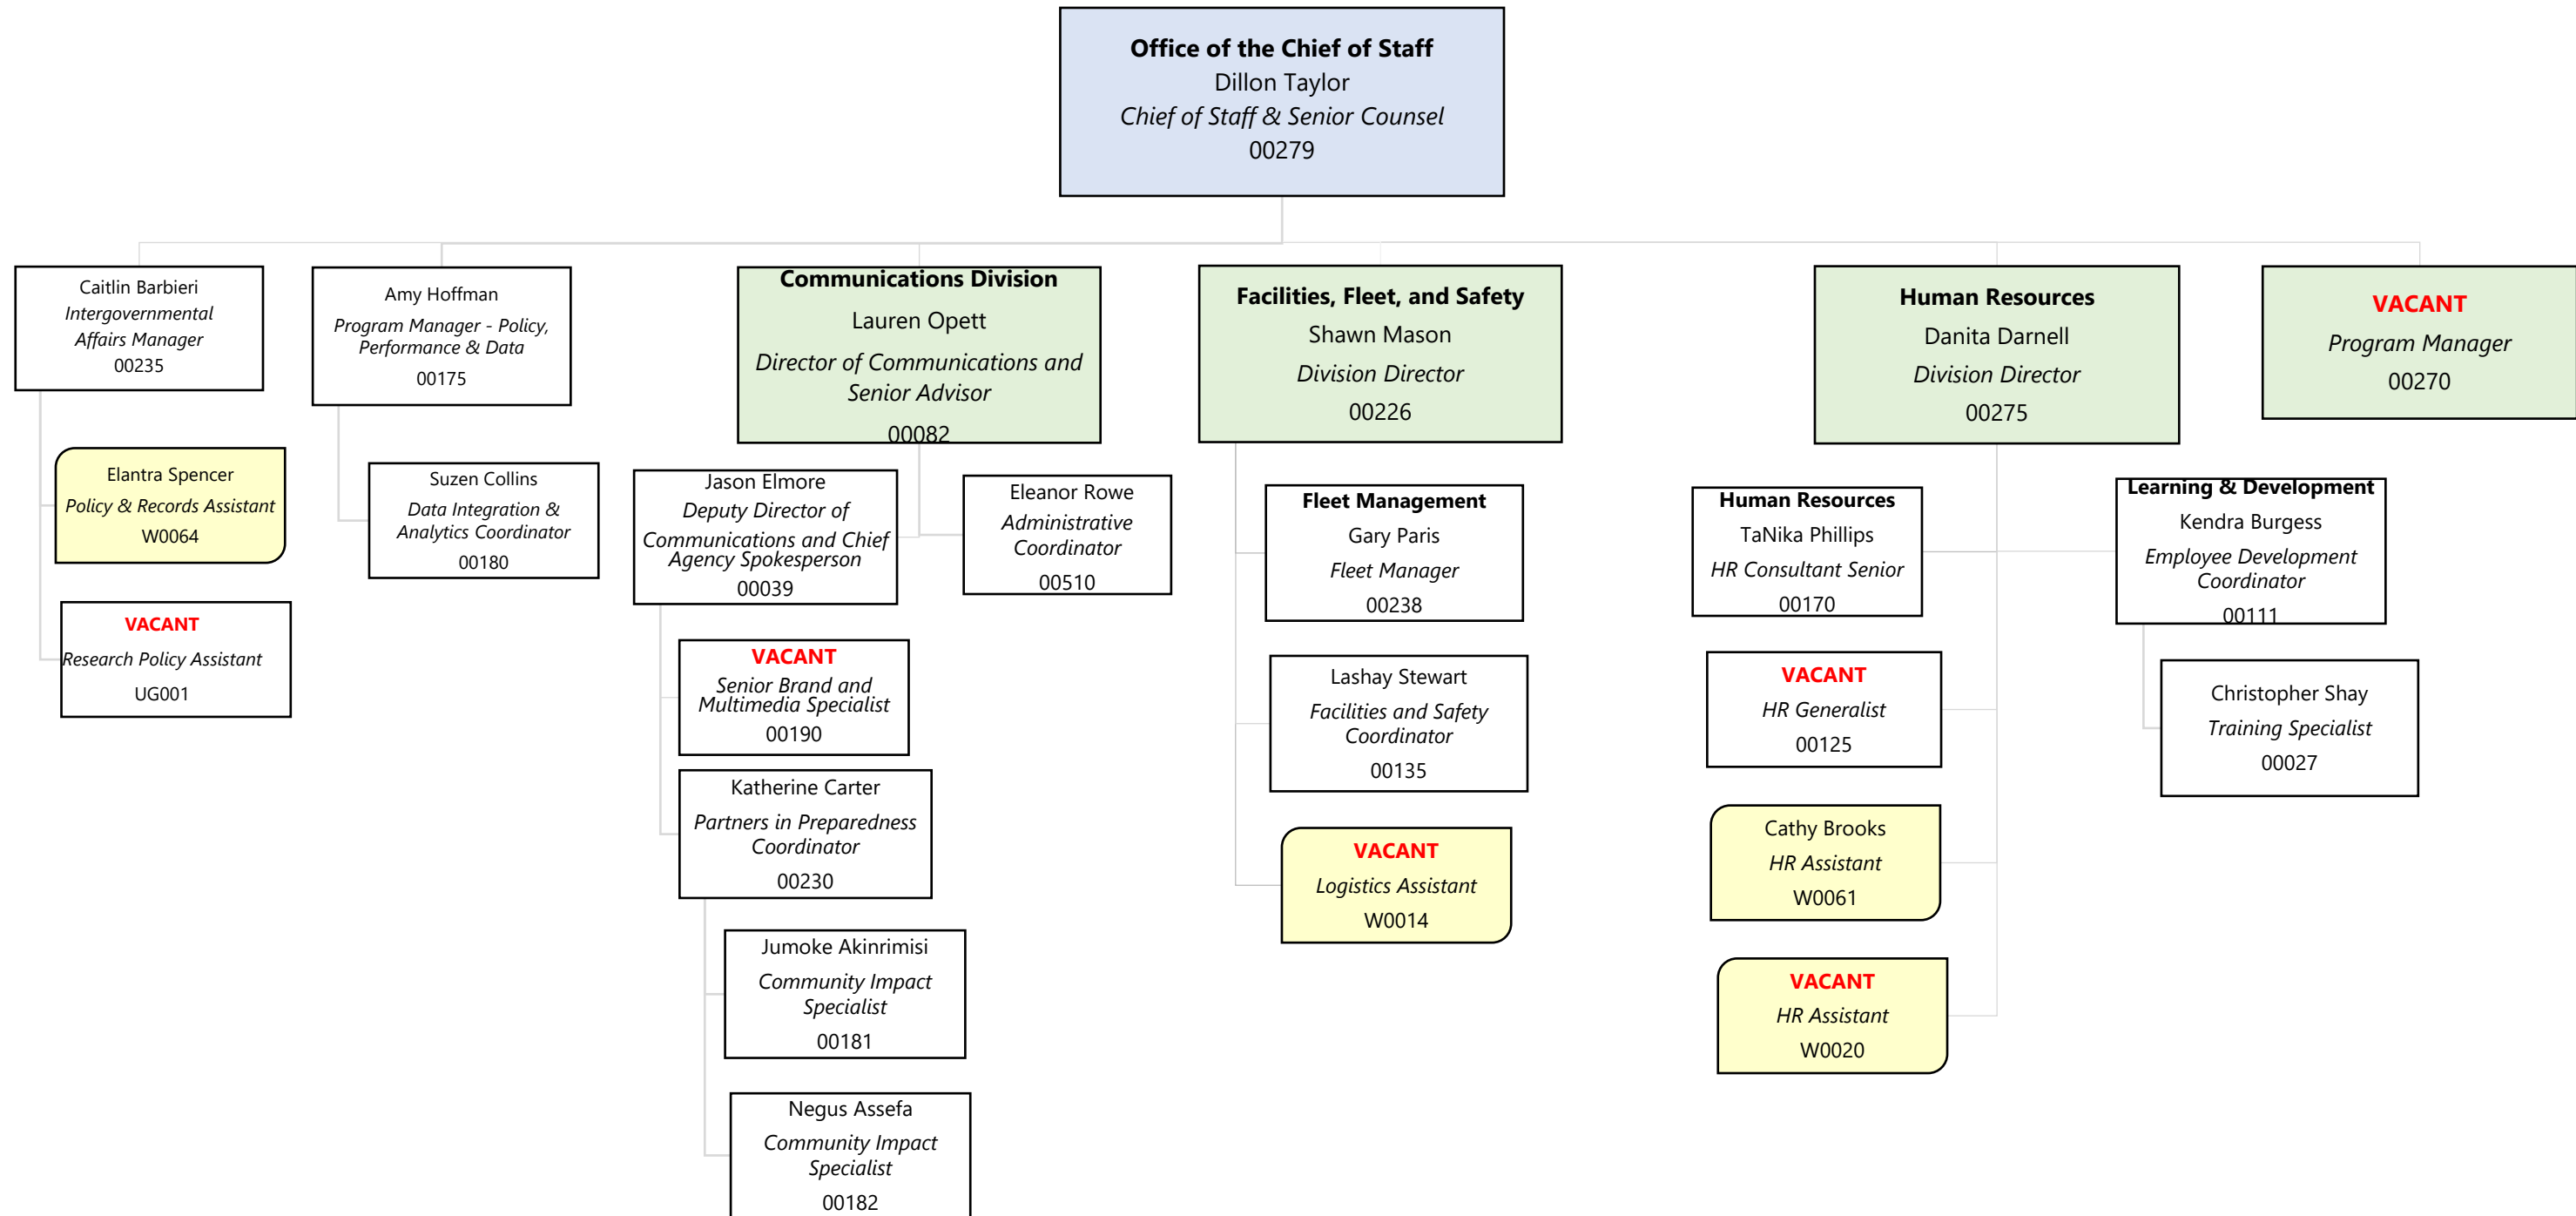 Office of the Chief of Staff
Dillon Taylor
Chief of Staff & Senior Counsel
00279
Caitlin Barbieri
Intergovernmental
Affairs Manager
00235
Elantra Spencer
Policy & Records Assistant
W0064
VACANT
Research Policy Assistant
UG001
Amy Hoffman
Program Manager - Policy,
Performance & Data
00175
Suzen Collins
Data Integration &
Analytics Coordinator
00180
Communications Division
Lauren Opett
Director of Communications and
Senior Advisor
00082
Jason Elmore
Deputy Director of
Communications and Chief
Agency Spokesperson
00039
Eleanor Rowe
Administrative
Coordinator
00510
VACANT
Senior Brand and
Multimedia Specialist
00190
Katherine Carter
Partners in Preparedness
Coordinator
00230
Jumoke Akinrimisi
Community Impact
Specialist
00181
Negus Assefa
Community Impact
Specialist
00182
Facilities, Fleet, and Safety
Shawn Mason
Division Director
00226
Fleet Management
Gary Paris
Fleet Manager
00238
Lashay Stewart
Facilities and Safety
Coordinator
00135
VACANT
Logistics Assistant
W0014
Human Resources
Danita Darnell
Division Director
00275
Human Resources
TaNika Phillips
HR Consultant Senior
00170
VACANT
HR Generalist
00125
Cathy Brooks
HR Assistant
W0061
VACANT
HR Assistant
W0020
Learning & Development
Kendra Burgess
Employee Development
Coordinator
00111
Christopher Shay
Training Specialist
00027
VACANT
Program Manager
00270